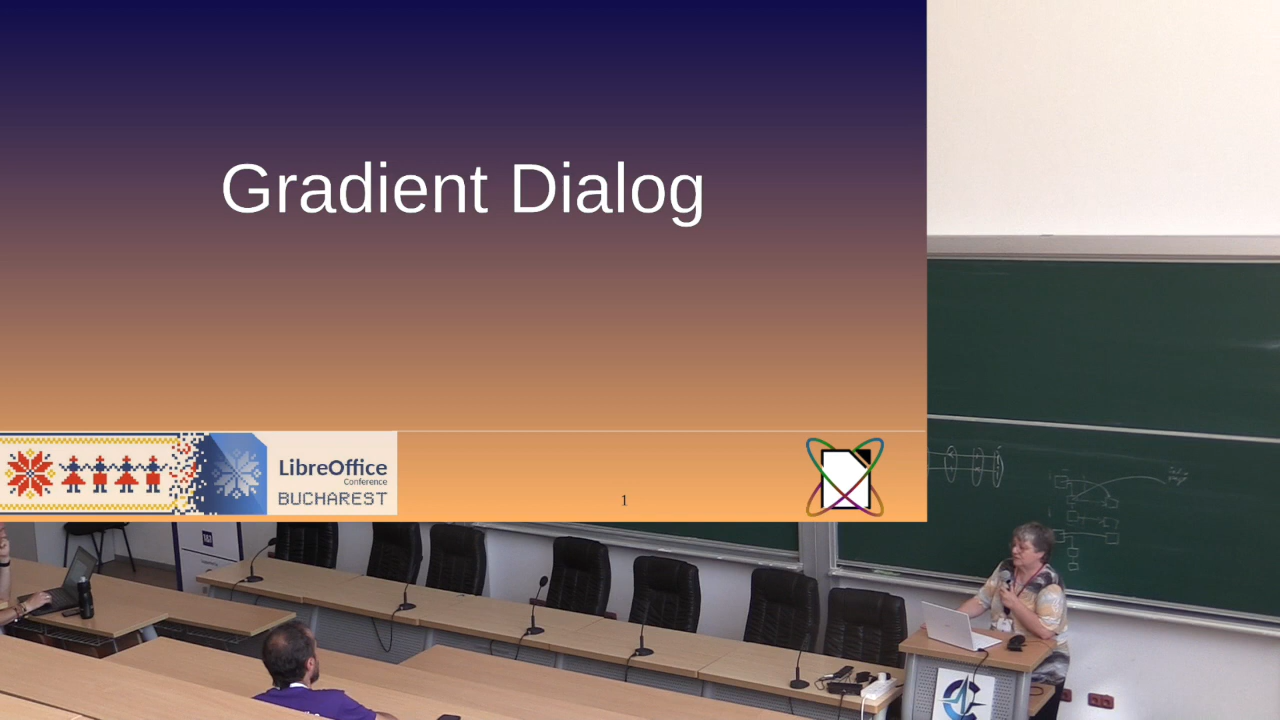 Gradient Dialog
LibreOffice
Conference
BUCHAREST
1